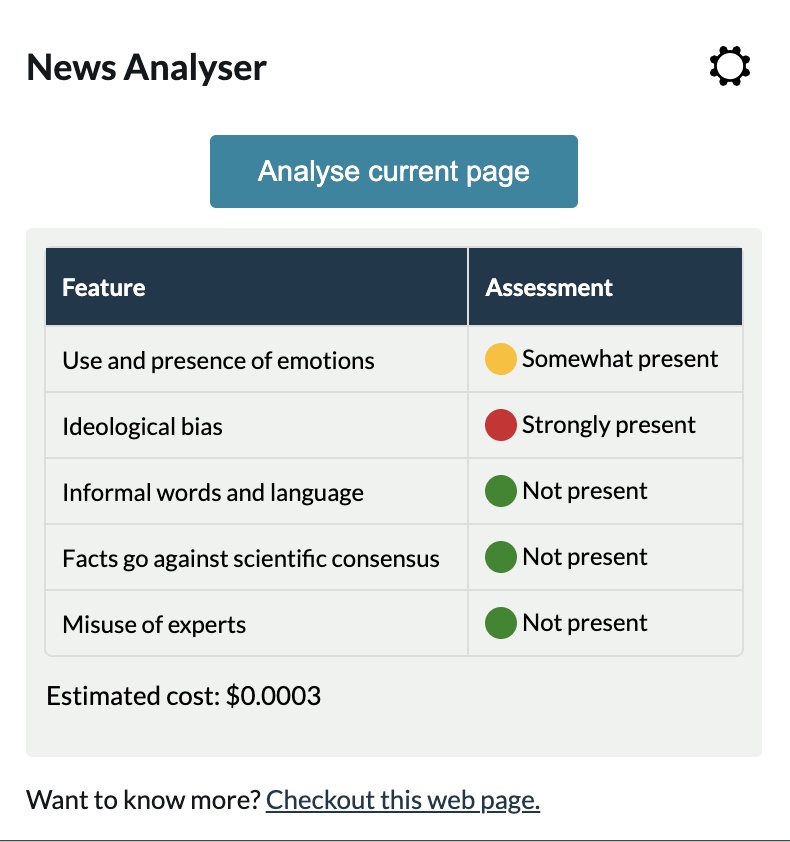 News Analyser
Analyse current page
Feature Assessment
Use and presence of emotions Somewhat present
Ideological bias Strongly present
Informal words and language Not present
Facts go against scientific consensus Not present
Misuse of experts Not present
Estimated cost: $0.0003
Want to know more? Checkout this web page.